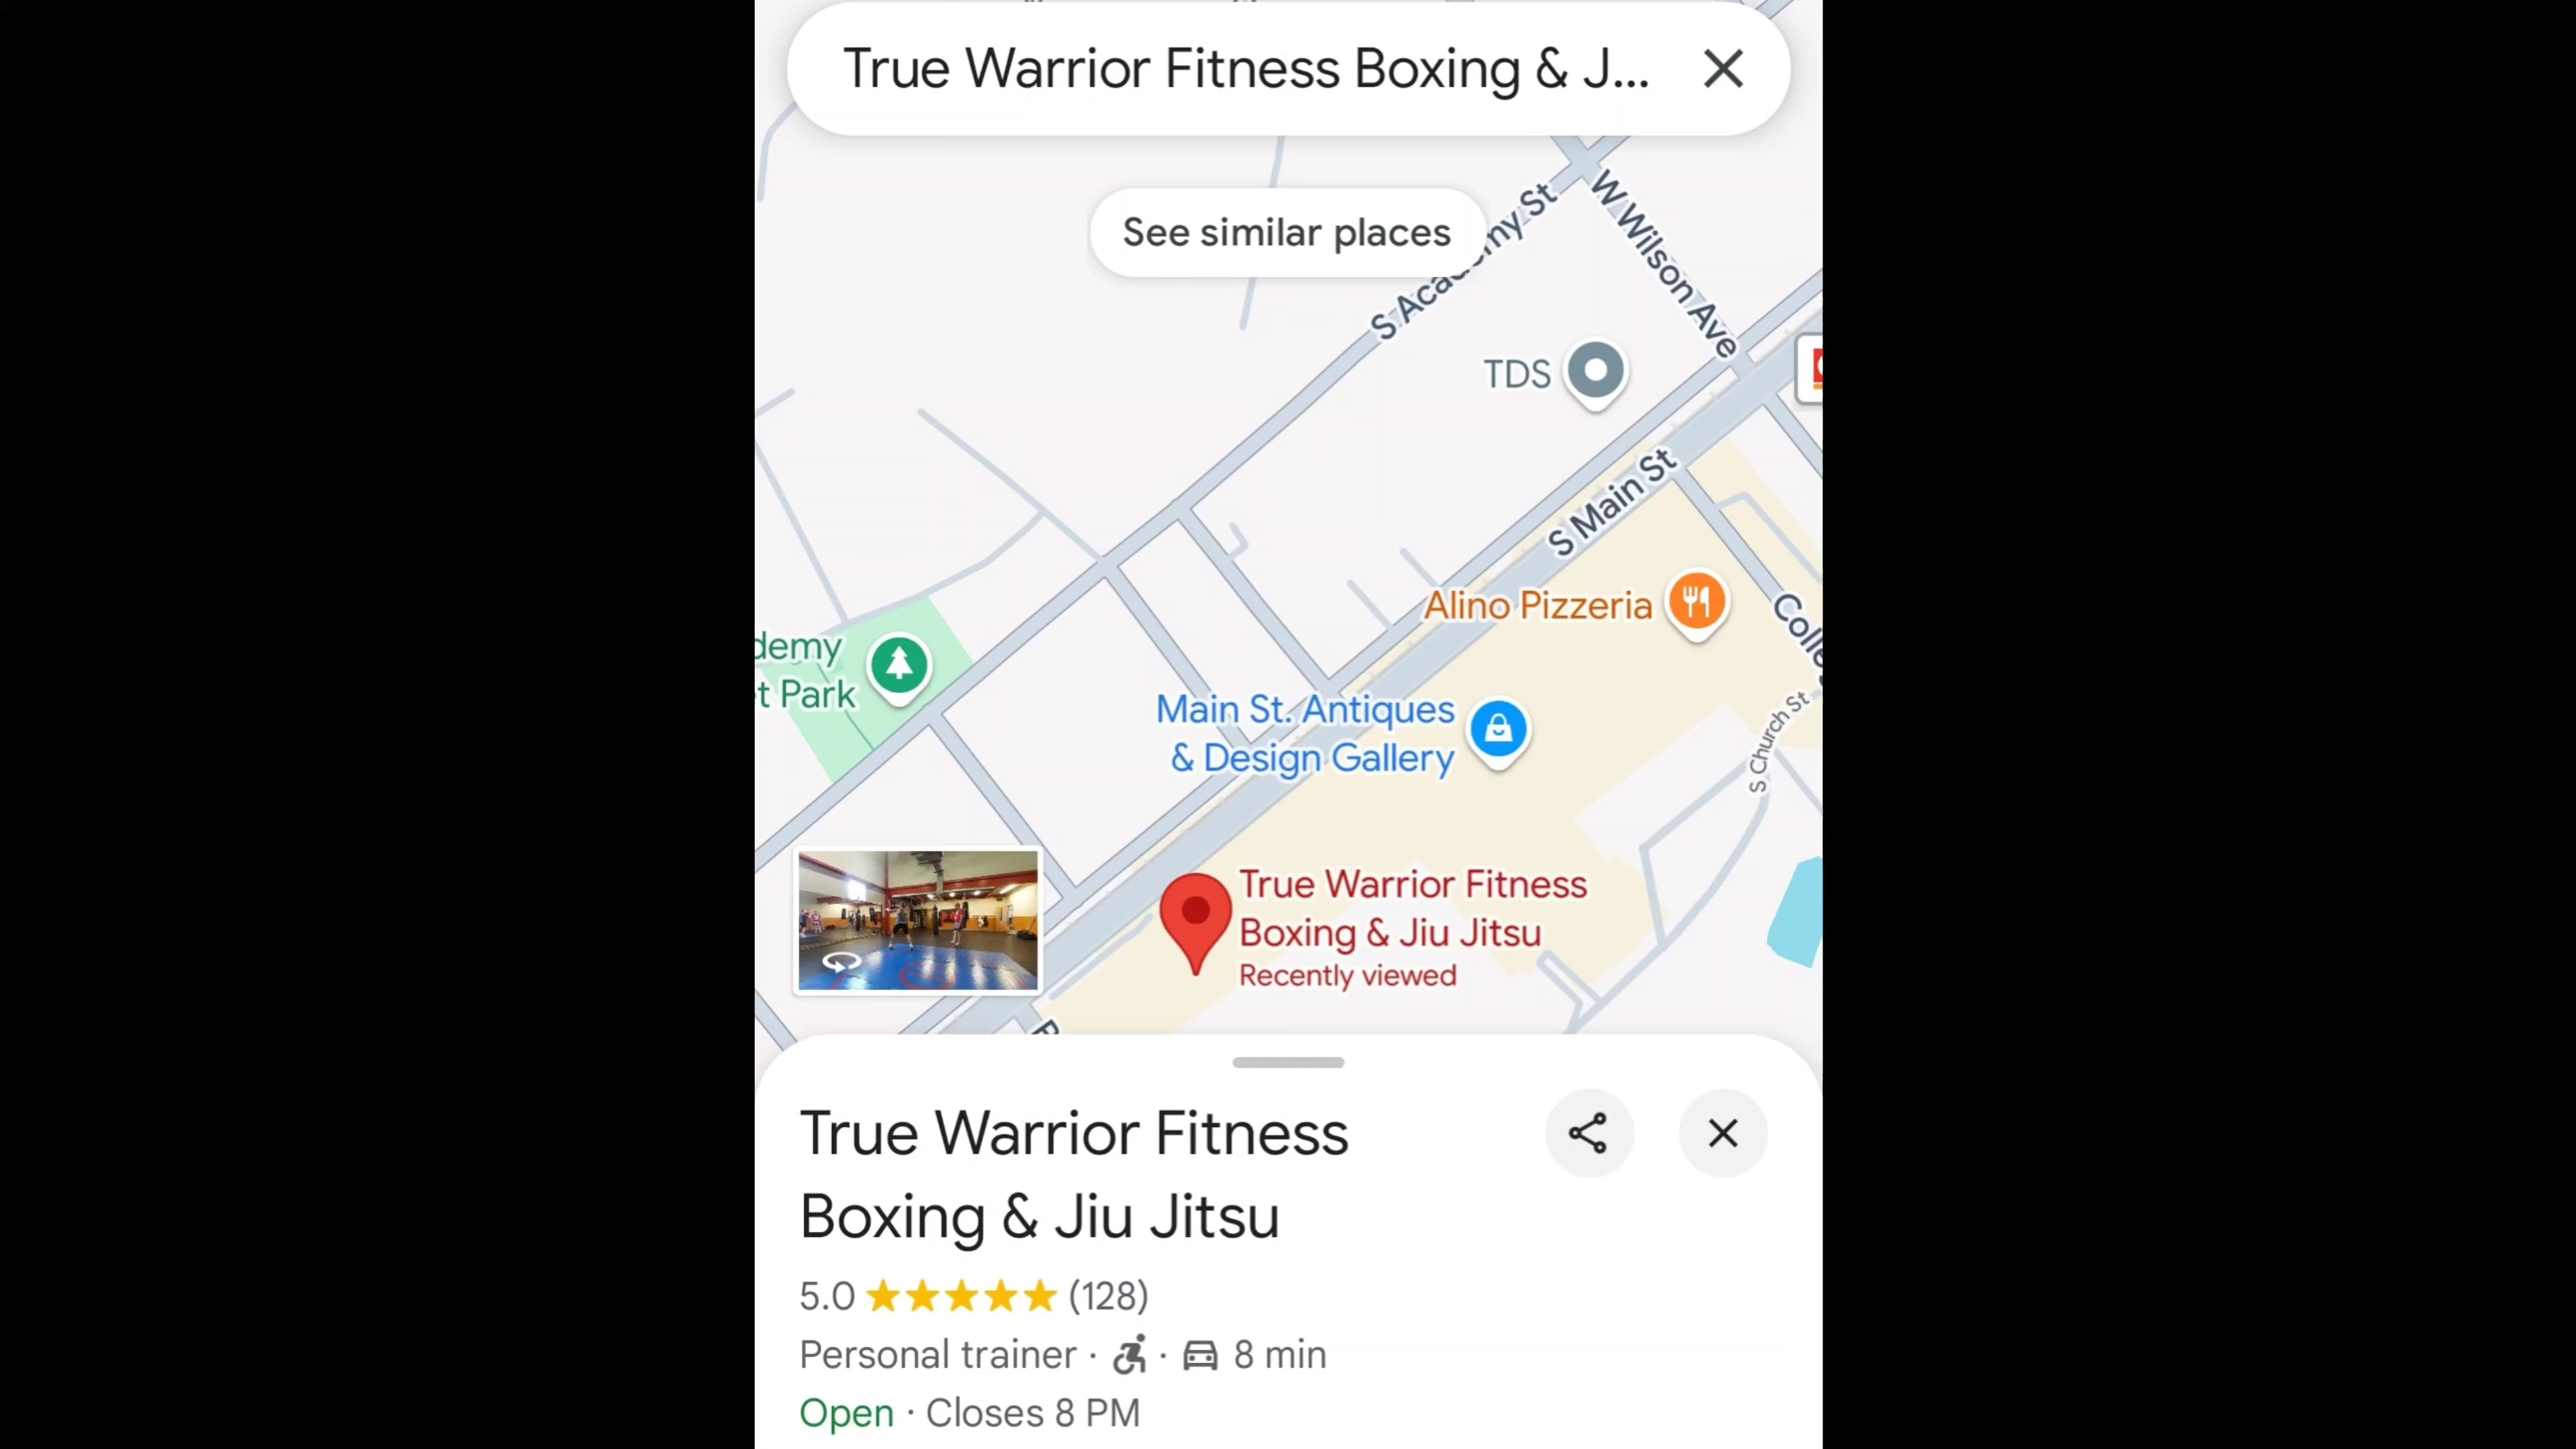 True Warrior Fitness Boxing & J...
See similar places
S Academy St
W Wilson Ave
TDS
S Main St
Alino Pizzeria
demy
t Park
Main St. Antiques
& Design Gallery
S Church St
True Warrior Fitness
Boxing & Jiu Jitsu
Recently viewed
True Warrior Fitness
Boxing & Jiu Jitsu
5.0 ★★★★★ (128)
Personal trainer · 8 min
Open · Closes 8 PM